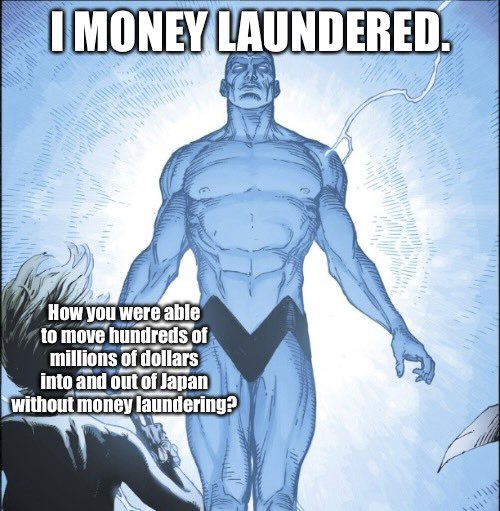 I MONEY LAUNDERED.
How you were able
to move hundreds of
millions of dollars
into and out of Japan
without money laundering?